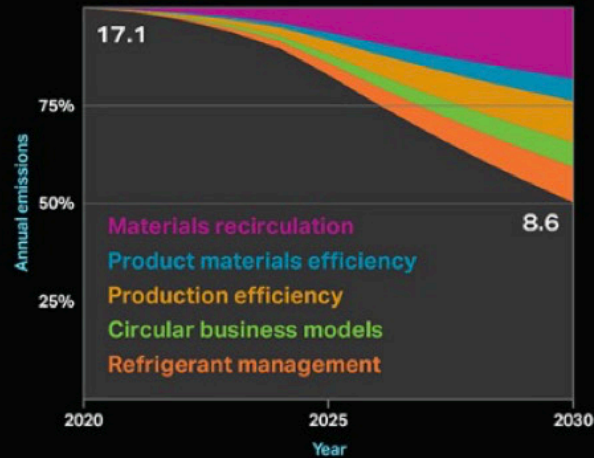 17.1
75%
50%
25%
Annual emissions
8.6
Materials recirculation
Product materials efficiency
Production efficiency
Circular business models
Refrigerant management
2020
2025
2030
Year